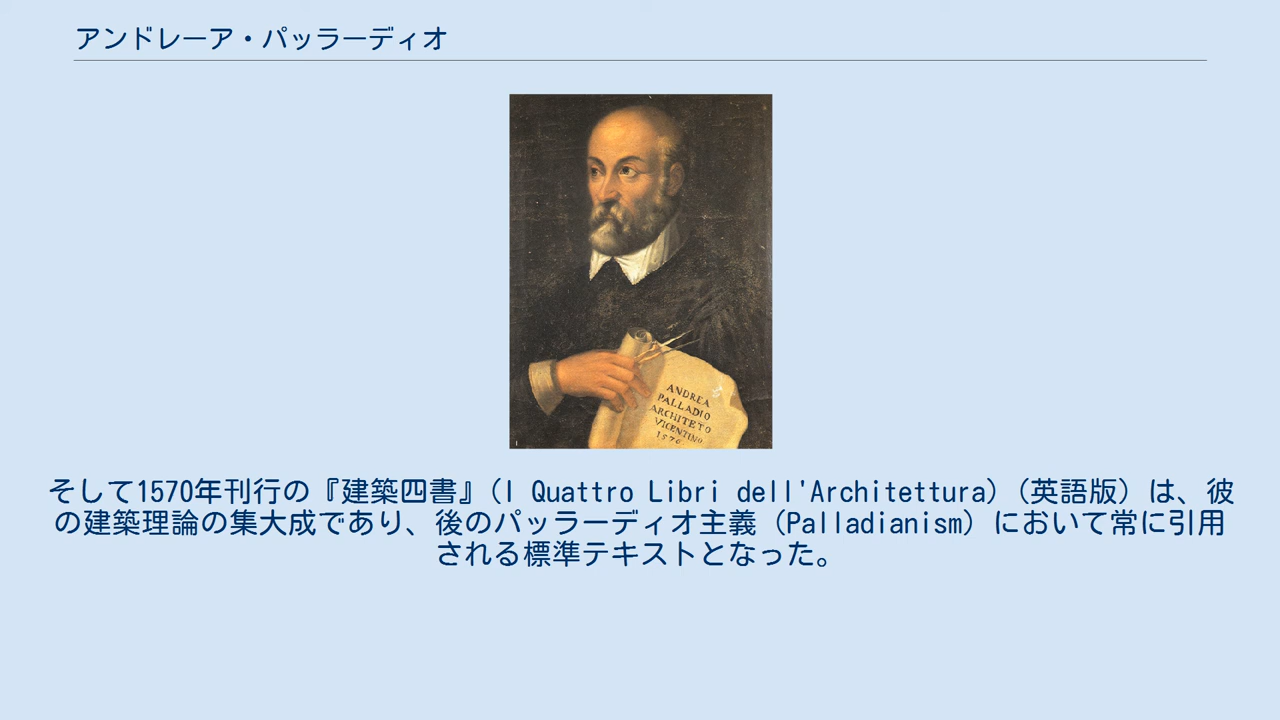 アンドレーア・パッラーディオ
ANDREA
PALLADIO
ARCHITETO
VICENTINO
1576
そして1570年刊行の『建築四書』(I Quattro Libri dell'Architettura)(英語版)は、彼
の建築理論の集大成であり、後のパッラーディオ主義(Palladianism)において常に引用
される標準テキストとなった。